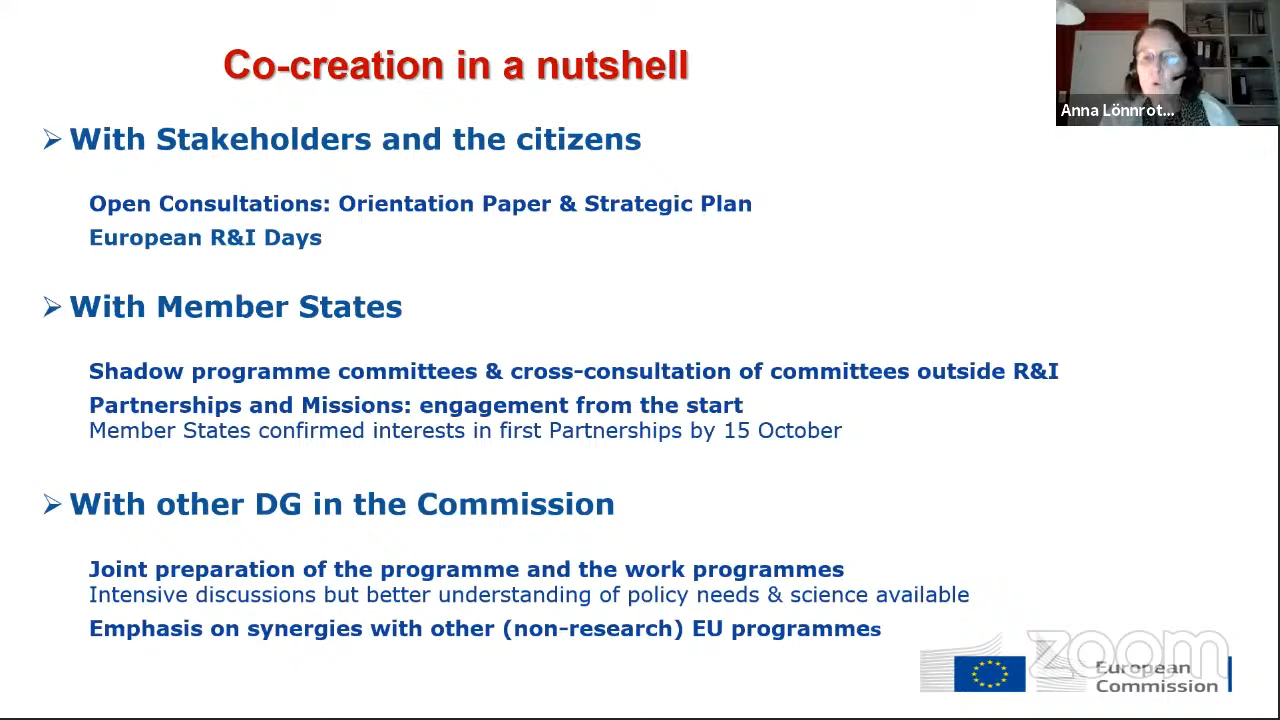 Co-creation in a nutshell
Anna Lönnrot...
With Stakeholders and the citizens
Open Consultations: Orientation Paper & Strategic Plan
European R&I Days
With Member States
Shadow programme committees & cross-consultation of committees outside R&I
Partnerships and Missions: engagement from the start
Member States confirmed interests in first Partnerships by 15 October
With other DG in the Commission
Joint preparation of the programme and the work programmes
Intensive discussions but better understanding of policy needs & science available
Emphasis on synergies with other (non-research) EU programmes
zoom
European
Commission